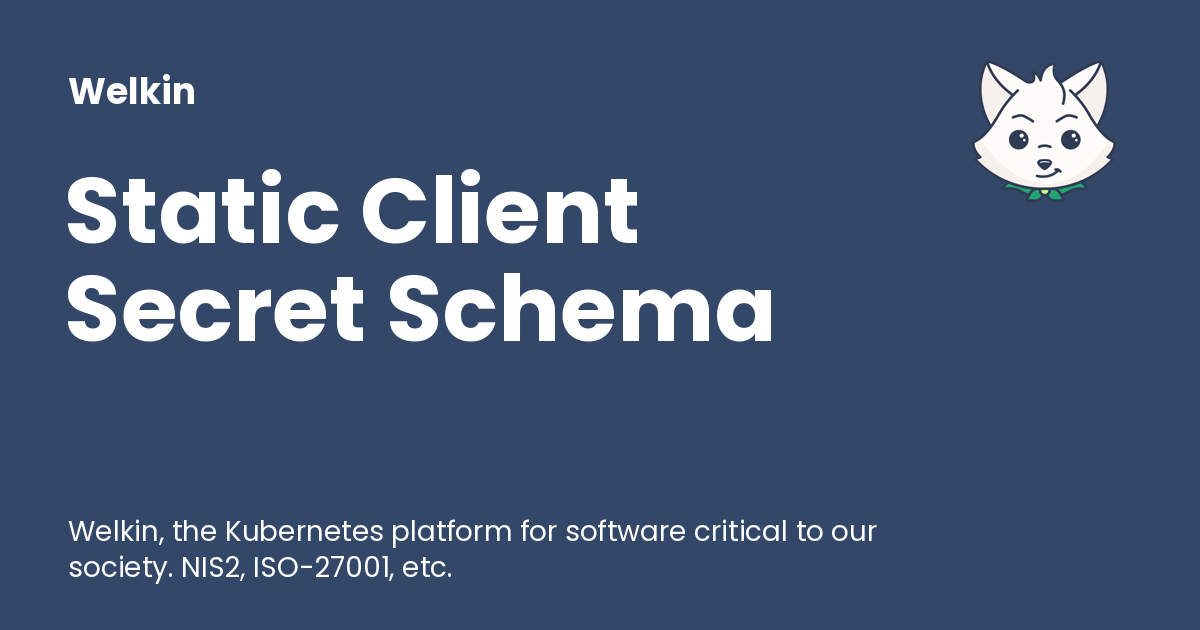 Welkin
Static Client
Secret Schema
Welkin, the Kubernetes platform for software critical to our
society. NIS2, ISO-27001, etc.